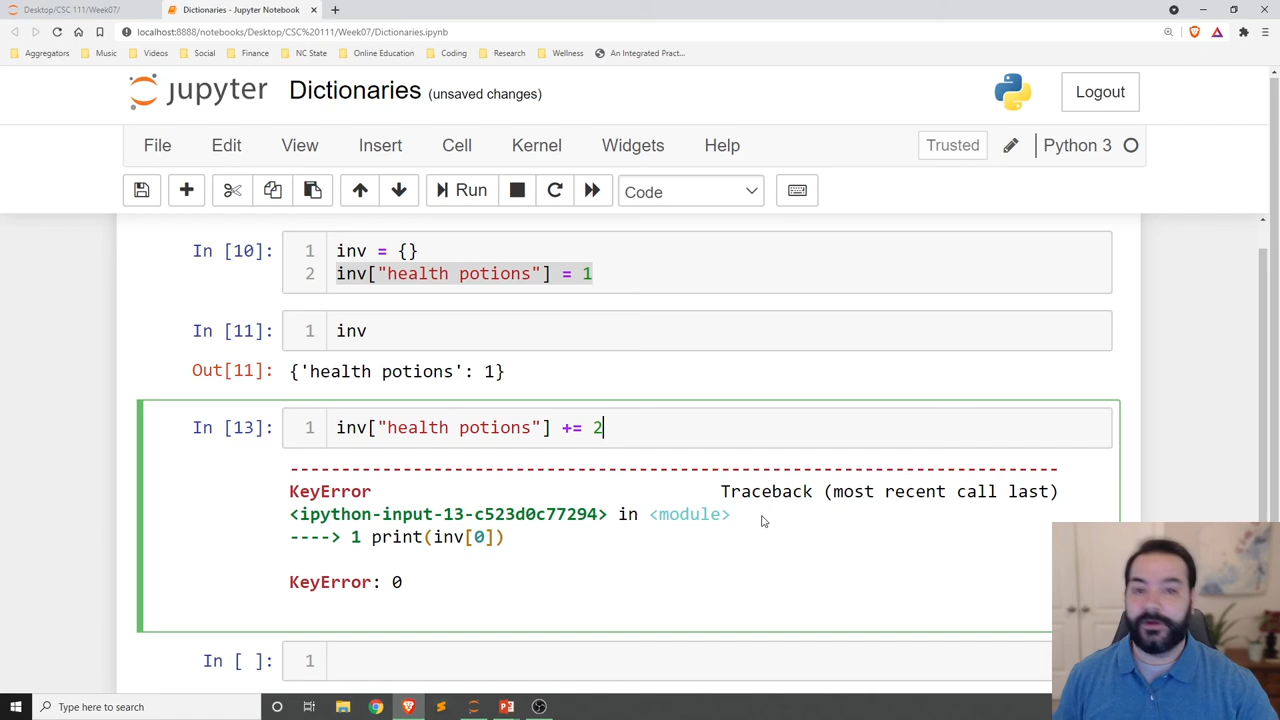 Desktop/CSC 111/Week07/
Dictionaries - Jupyter Notebook
localhost:8888/notebooks/Desktop/CSC%20111/Week07/Dictionaries.ipynb
Aggregators Music Videos Social Finance NC State Online Education Coding Research Wellness An Integrated Pract...
jupyter Dictionaries (unsaved changes)
Logout
File Edit View Insert Cell Kernel Widgets Help
Trusted Python 3
Run Code
In [10]: 1 inv = {}
2 inv["health potions"] = 1
In [11]: 1 inv
Out[11]: {'health potions': 1}
In [13]: 1 inv["health potions"] += 2
---------------------------------------------------------------------------
KeyError Traceback (most recent call last)
<ipython-input-13-c523d0c77294> in <module>
----> 1 print(inv[0])
KeyError: 0
In [ ]: 1
Type here to search